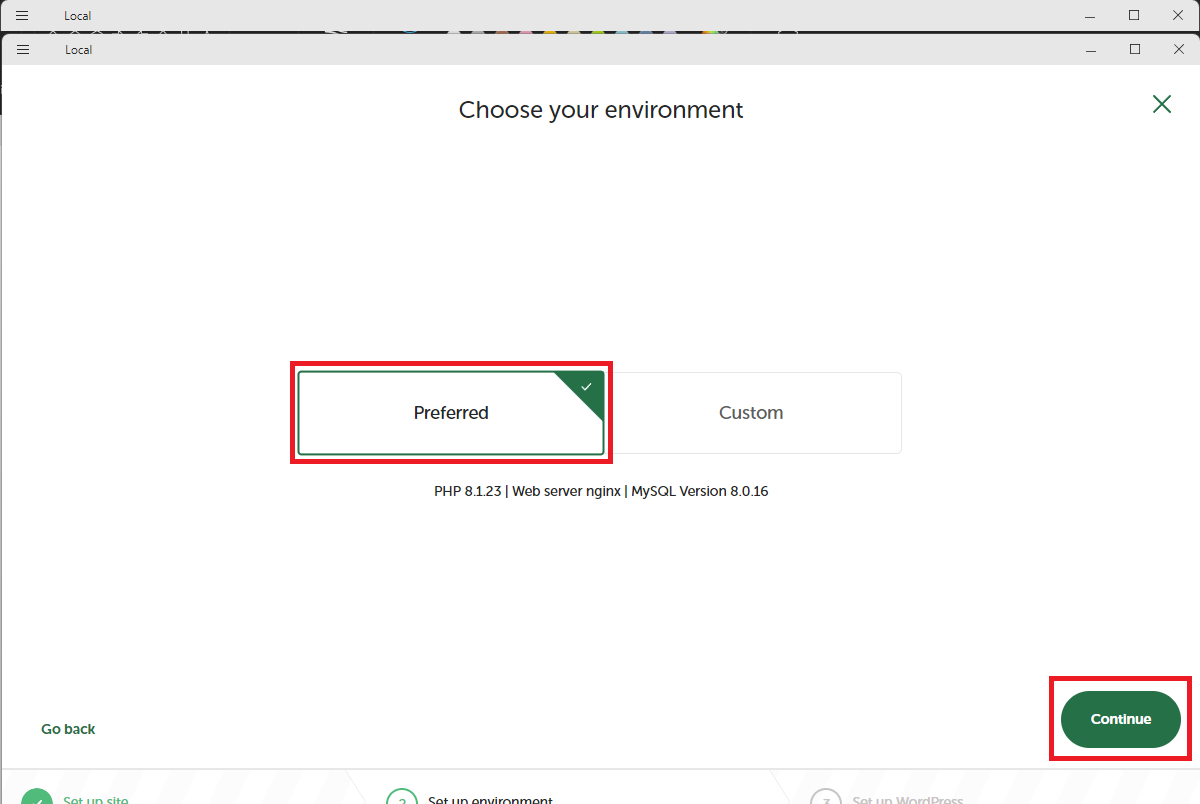 Local
Local
Choose your environment
Preferred
Custom
PHP 8.1.23 | Web server nginx | MySQL Version 8.0.16
Go back
Continue
Set up site
2 Set up environment
3 Set up WordPress